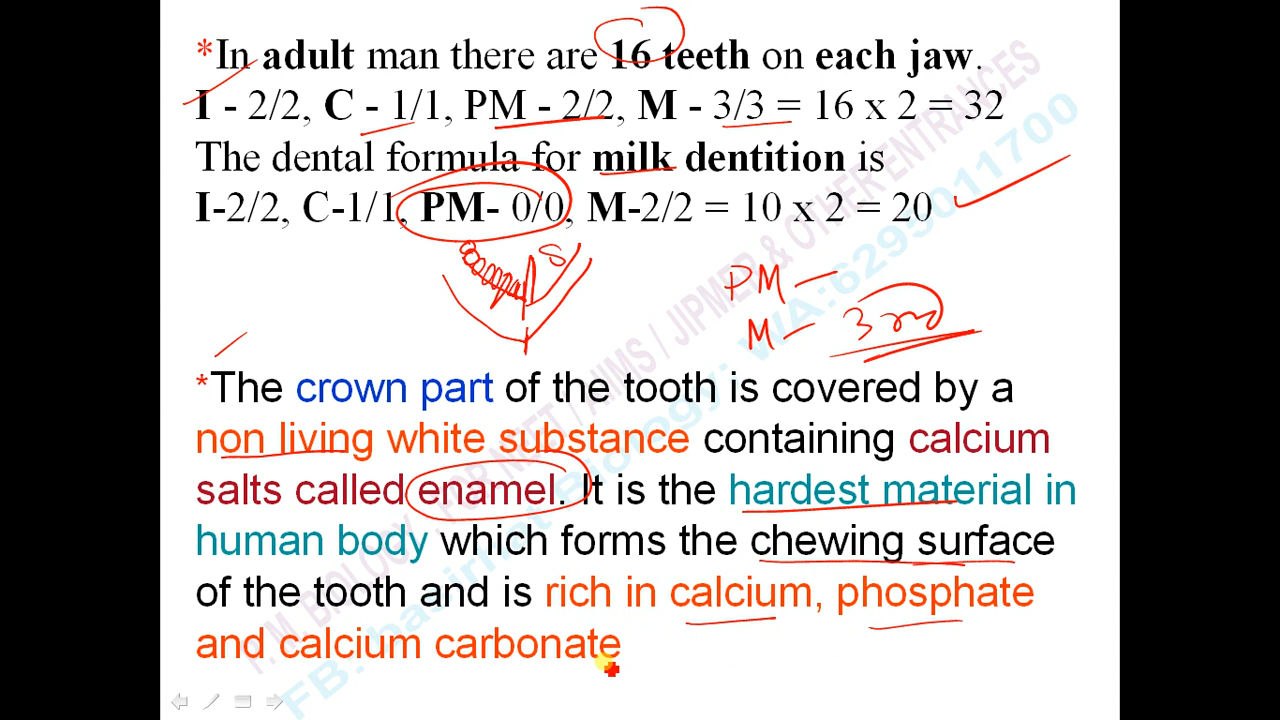 *In adult man there are 16 teeth on each jaw.
I - 2/2, C - 1/1, PM - 2/2, M - 3/3 = 16 x 2 = 32
The dental formula for milk dentition is
I-2/2, C-1/1, PM- 0/0, M-2/2 = 10 x 2 = 20
PM -
M - 3rd
*The crown part of the tooth is covered by a
non living white substance containing calcium
salts called enamel. It is the hardest material in
human body which forms the chewing surface
of the tooth and is rich in calcium, phosphate
and calcium carbonate